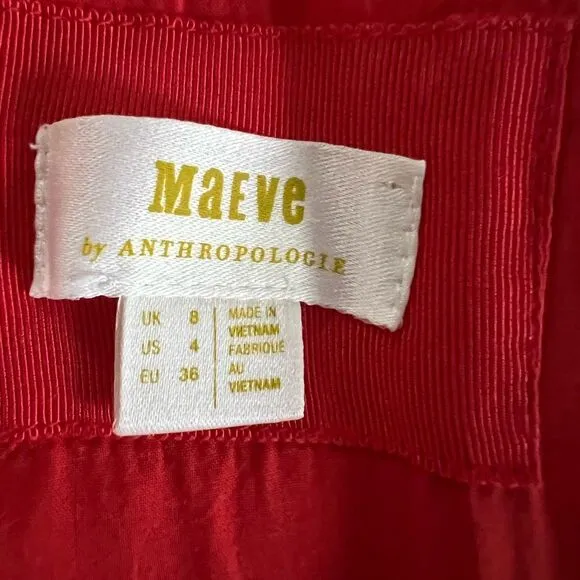 MaEVe
by ANTHROPOLOGIE
UK 8
US 4
EU 36
MADE IN
VIETNAM
FABRIQUE
AU
VIETNAM